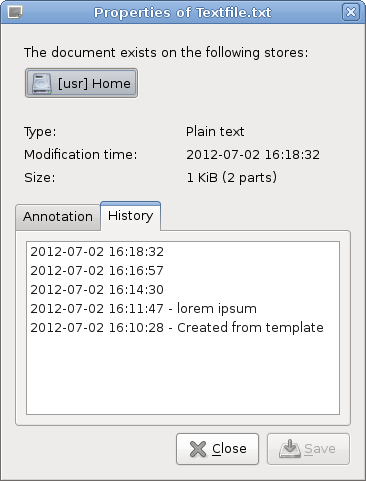 Properties of Textfile.txt
The document exists on the following stores:
[usr] Home
Type: Plain text
Modification time: 2012-07-02 16:18:32
Size: 1 KiB (2 parts)
Annotation History
2012-07-02 16:18:32
2012-07-02 16:16:57
2012-07-02 16:14:30
2012-07-02 16:11:47 - lorem ipsum
2012-07-02 16:10:28 - Created from template
Close Save